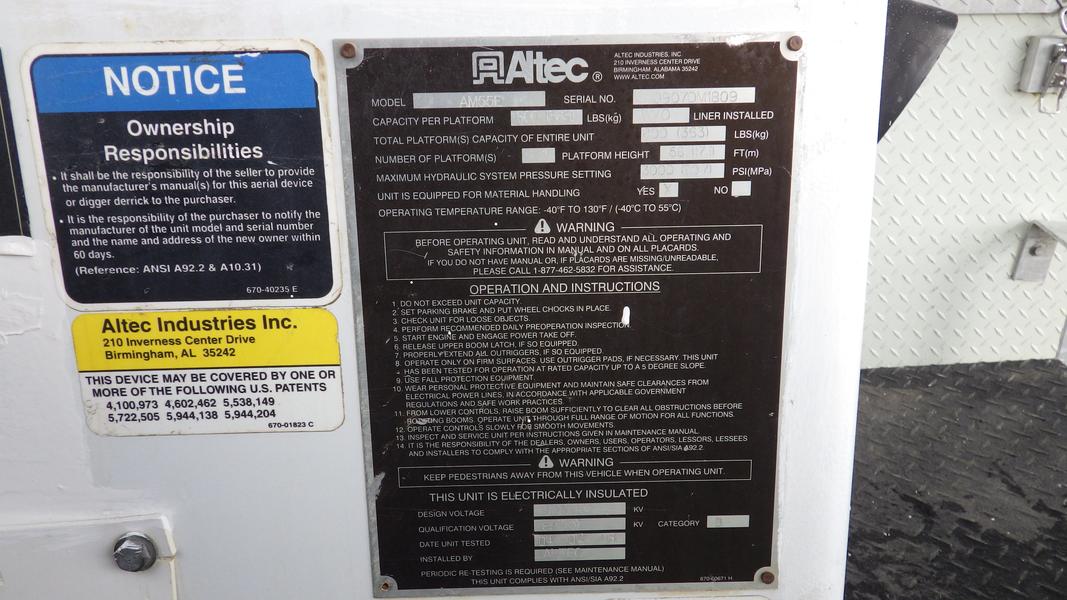 NOTICE
Ownership
Responsibilities
• It shall be the responsibility of the seller to provide
the manufacturer's manual(s) for this aerial device
or digger derrick to the purchaser.
• It is the responsibility of the purchaser to notify the
manufacturer of the unit model and serial number
and the name and address of the new owner within
60 days.
(Reference: ANSI A92.2 & A10.31)
670-40235 E
Altec Industries Inc.
210 Inverness Center Drive
Birmingham, AL 35242
THIS DEVICE MAY BE COVERED BY ONE OR
MORE OF THE FOLLOWING U.S. PATENTS
4,100,973 4,602,462 5,538,149
5,722,505 5,944,138 5,944,204
670-01823 C
Altec®
ALTEC INDUSTRIES, INC.
210 INVERNESS CENTER DRIVE
BIRMINGHAM, ALABAMA 35242
WWW.ALTEC.COM
MODEL SERIAL NO.
CAPACITY PER PLATFORM LBS(kg) LINER INSTALLED
TOTAL PLATFORM(S) CAPACITY OF ENTIRE UNIT LBS(kg)
NUMBER OF PLATFORM(S) PLATFORM HEIGHT FT(m)
MAXIMUM HYDRAULIC SYSTEM PRESSURE SETTING PSI(MPa)
UNIT IS EQUIPPED FOR MATERIAL HANDLING YES NO
OPERATING TEMPERATURE RANGE: -40°F TO 130°F / (-40°C TO 55°C)
WARNING
BEFORE OPERATING UNIT, READ AND UNDERSTAND ALL OPERATING AND
SAFETY INFORMATION IN MANUAL AND ON ALL PLACARDS.
IF YOU DO NOT HAVE MANUAL OR, IF PLACARDS ARE MISSING/UNREADABLE,
PLEASE CALL 1-877-462-5832 FOR ASSISTANCE.
OPERATION AND INSTRUCTIONS
1. DO NOT EXCEED UNIT CAPACITY.
2. SET PARKING BRAKE AND PUT WHEEL CHOCKS IN PLACE.
3. CHECK UNIT FOR LOOSE OBJECTS.
4. PERFORM RECOMMENDED DAILY PREOPERATION INSPECTION.
5. START ENGINE AND ENGAGE POWER TAKE OFF.
6. RELEASE UPPER BOOM LATCH, IF SO EQUIPPED.
7. PROPERLY EXTEND ALL OUTRIGGERS, IF SO EQUIPPED.
8. OPERATE ONLY ON FIRM SURFACES. USE OUTRIGGER PADS, IF NECESSARY. THIS UNIT
HAS BEEN TESTED FOR OPERATION AT RATED CAPACITY UP TO A 5 DEGREE SLOPE.
9. USE FALL PROTECTION EQUIPMENT.
10. WEAR PERSONAL PROTECTIVE EQUIPMENT AND MAINTAIN SAFE CLEARANCES FROM
ELECTRICAL POWER LINES, IN ACCORDANCE WITH APPLICABLE GOVERNMENT
REGULATIONS AND SAFE WORK PRACTICES.
11. FROM LOWER CONTROLS, RAISE BOOM SUFFICIENTLY TO CLEAR ALL OBSTRUCTIONS BEFORE
BOOMS. OPERATE UNIT THROUGH FULL RANGE OF MOTION FOR ALL FUNCTIONS.
12. OPERATE CONTROLS SLOWLY FOR SMOOTH MOVEMENTS.
13. INSPECT AND SERVICE UNIT PER INSTRUCTIONS GIVEN IN MAINTENANCE MANUAL.
14. IT IS THE RESPONSIBILITY OF THE DEALERS, OWNERS, USERS, OPERATORS, LESSORS, LESSEES
AND INSTALLERS TO COMPLY WITH THE APPROPRIATE SECTIONS OF ANSI/SIA A92.2.
WARNING
KEEP PEDESTRIANS AWAY FROM THIS VEHICLE WHEN OPERATING UNIT.
THIS UNIT IS ELECTRICALLY INSULATED
DESIGN VOLTAGE KV
QUALIFICATION VOLTAGE KV CATEGORY
DATE UNIT TESTED
INSTALLED BY
PERIODIC RE-TESTING IS REQUIRED (SEE MAINTENANCE MANUAL)
THIS UNIT COMPLIES WITH ANSI/SIA A92.2
670-60671 H